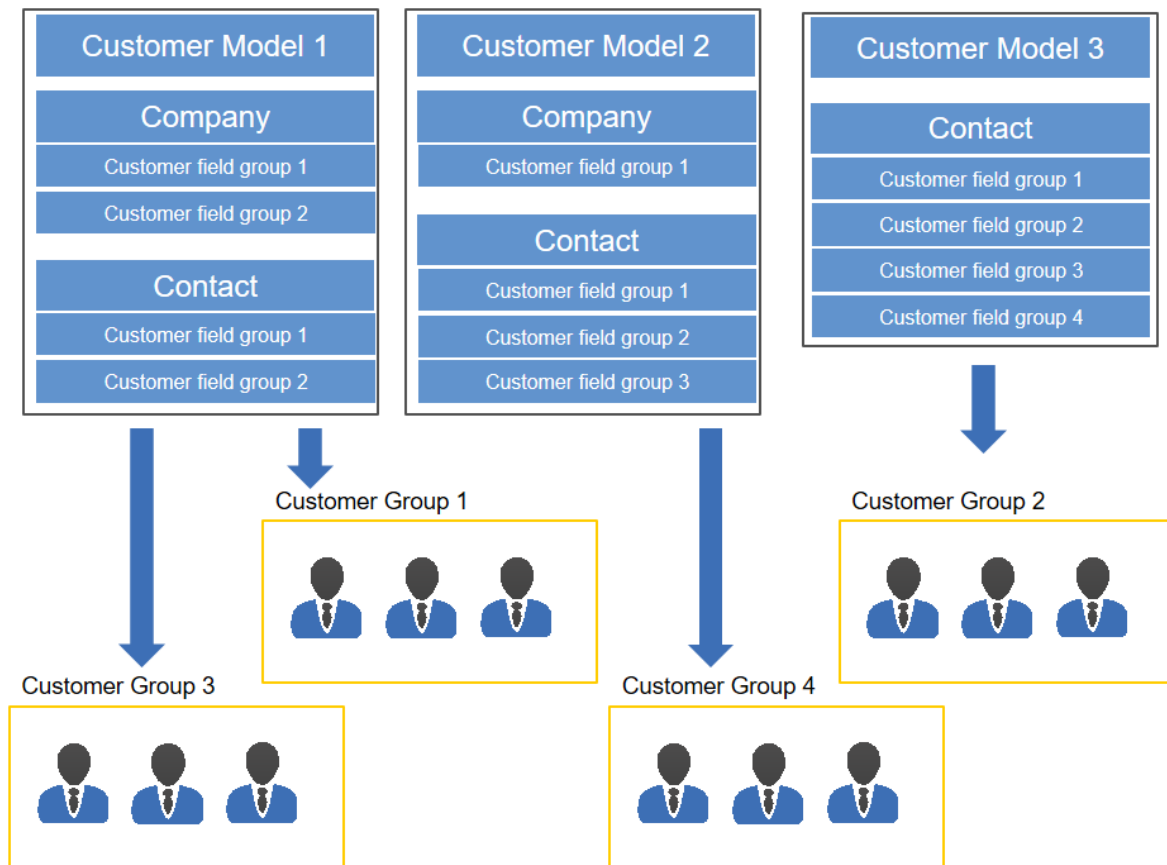 Customer Model 1
Company
Customer field group 1
Customer field group 2
Contact
Customer field group 1
Customer field group 2
Customer Model 2
Company
Customer field group 1
Contact
Customer field group 1
Customer field group 2
Customer field group 3
Customer Model 3
Contact
Customer field group 1
Customer field group 2
Customer field group 3
Customer field group 4
Customer Group 1
Customer Group 2
Customer Group 3
Customer Group 4